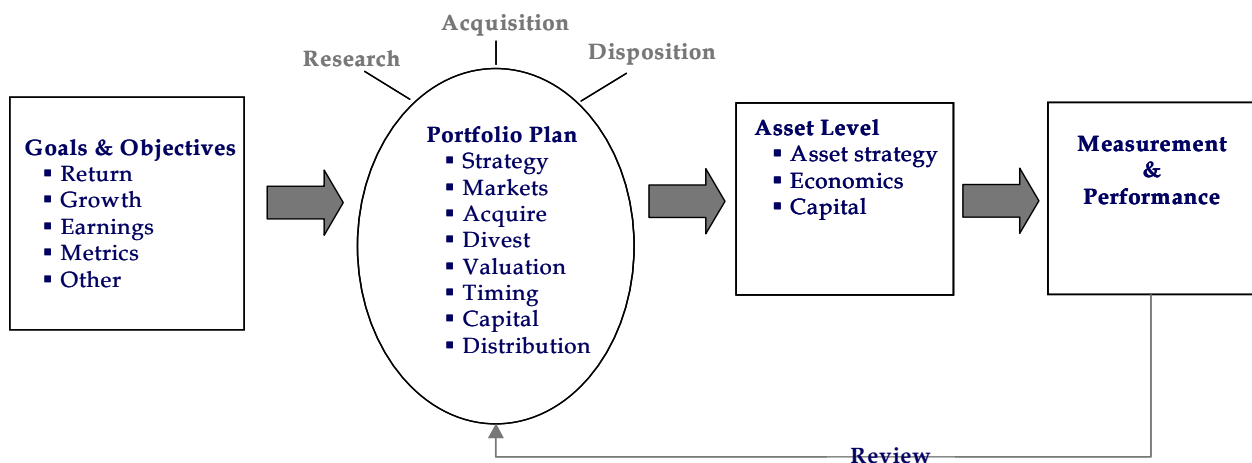 Acquisition
Research
Disposition
Goals & Objectives
▪ Return
▪ Growth
▪ Earnings
▪ Metrics
▪ Other
Portfolio Plan
▪ Strategy
▪ Markets
▪ Acquire
▪ Divest
▪ Valuation
▪ Timing
▪ Capital
▪ Distribution
Asset Level
▪ Asset strategy
▪ Economics
▪ Capital
Measurement
&
Performance
Review